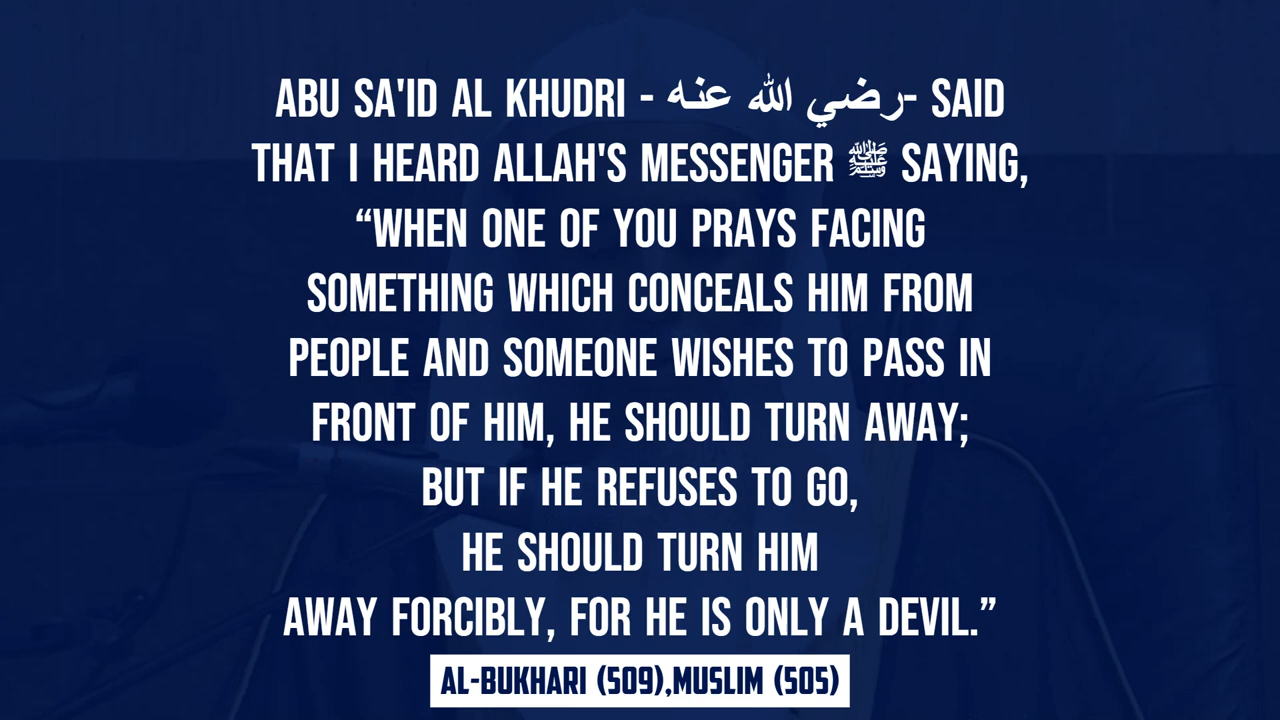 ABU SA'ID AL KHUDRI - رضي الله عنه- SAID
THAT I HEARD ALLAH'S MESSENGER ﷺ SAYING,
“WHEN ONE OF YOU PRAYS FACING
SOMETHING WHICH CONCEALS HIM FROM
PEOPLE AND SOMEONE WISHES TO PASS IN
FRONT OF HIM, HE SHOULD TURN AWAY;
BUT IF HE REFUSES TO GO,
HE SHOULD TURN HIM
AWAY FORCIBLY, FOR HE IS ONLY A DEVIL.”
AL-BUKHARI (509),MUSLIM (505)